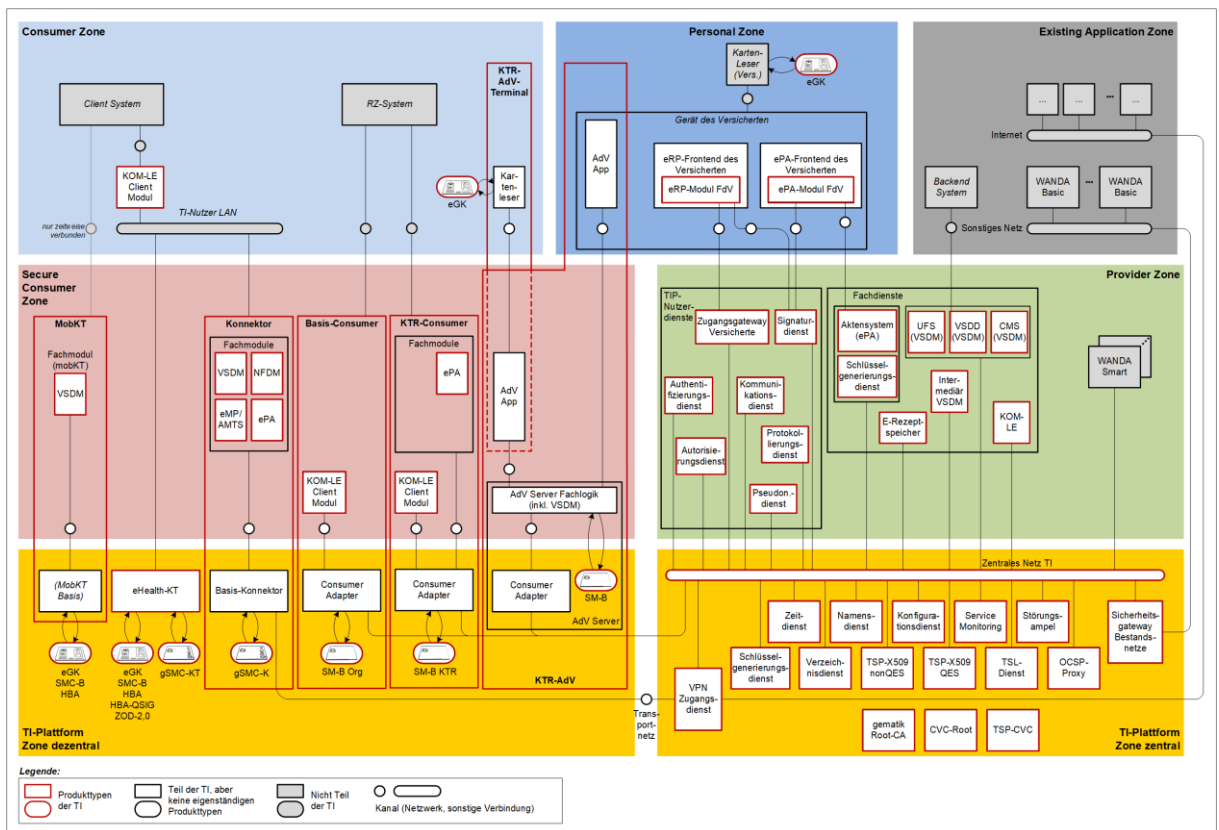 Consumer Zone
Client System
RZ-System
KTR-
AdV-
Terminal
KOM-LE
Client
Modul
eGK
Kar-
ten-
leser
TI-Nutzer LAN
nur zeitweise
verbunden
Personal Zone
Karten-
Leser
(Vers.)
eGK
Gerät des Versicherten
AdV
App
eRP-Frontend des
Versicherten
eRP-Modul FdV
ePA-Frontend des
Versicherten
ePA-Modul FdV
Existing Application Zone
...
...
...
...
Internet
Backend
System
WANDA
Basic
...
WANDA
Basic
Sonstiges Netz
Secure
Consumer
Zone
MobKT
Fachmodul
(mobKT)
VSDM
Konnektor
Fachmodule
VSDM
NFDM
eMP/
AMTS
ePA
Basis-Consumer
KOM-LE
Client
Modul
KTR-Consumer
Fachmodule
ePA
KOM-LE
Client
Modul
AdV
App
AdV Server Fachlogik
(inkl. VSDM)
Provider Zone
TIP-
Nutzer-
dienste
Zugangsgateway
Versicherte
Signatur-
dienst
Authenti-
fizierungs-
dienst
Kommunika-
tions-
dienst
Autorisie-
rungsdienst
Protokol-
lierungs-
dienst
Pseudon.-
dienst
Fachdienste
Aktensystem
(ePA)
Schlüssel-
generierungs-
dienst
UFS
(VSDM)
VSDD
(VSDM)
CMS
(VSDM)
Inter-
mediär
VSDM
E-Rezept-
speicher
KOM-
LE
WANDA
Smart
(MobKT
Basis)
eHealth-KT
Basis-Konnektor
Consumer
Adapter
Consumer
Adapter
Consumer
Adapter
SM-B
AdV Server
eGK
SMC-B
HBA
eGK
SMC-B
HBA
HBA-QSIG
ZOD-2,0
gSMC-KT
gSMC-K
SM-B Org
SM-B KTR
KTR-AdV
TI-Plattform
Zone dezentral
Trans-
port-
netz
Zentrales Netz TI
Zeit-
dienst
Namens-
dienst
Konfigu-
rationsdienst
Service
Monitoring
Störungs-
ampel
Sicherheits-
gateway
Bestands-
netze
VPN
Zugangs-
dienst
Schlüssel-
generierungs
dienst
Verzeich-
nisdienst
TSP-X509
nonQES
TSP-X509
QES
TSL-
Dienst
OCSP-
Proxy
gematik
Root-CA
CVC-Root
TSP-CVC
TI-Plattform
Zone zentral
Legende:
Produkttypen
der TI
Teil der TI, aber
keine eigenständigen
Produkttypen
Nicht Teil
der TI
Kanal (Netzwerk, sonstige Verbindung)